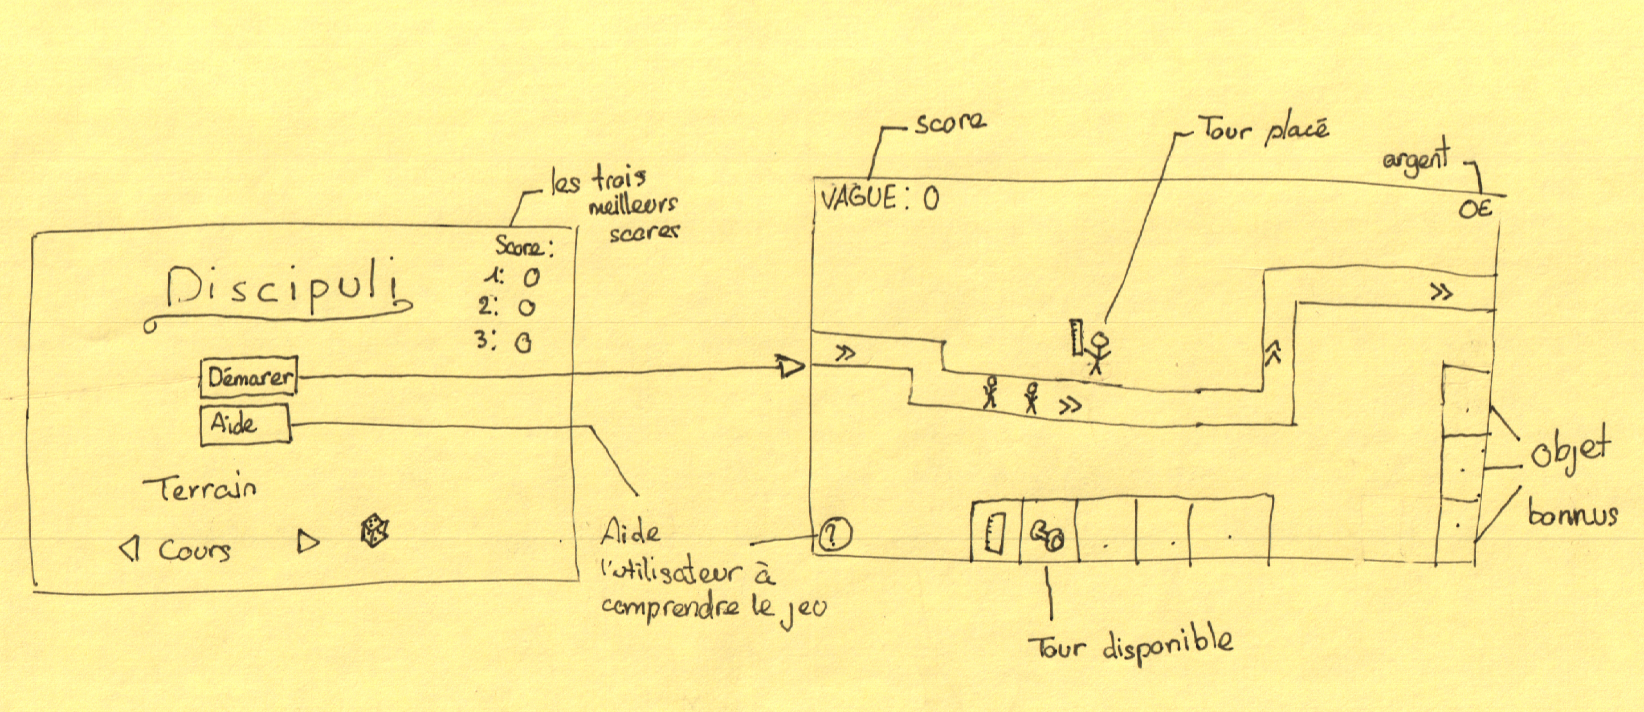 les trois
meilleurs
scores
Score:
1: 0
2: 0
3: 0
Discipuli
Démarer
Aide
Terrain
Cours
Aide
l'utilisateur à
comprendre le jeu
score
Tour placé
argent
VAGUE: 0
0€
?
objet
bonnus
Tour disponible